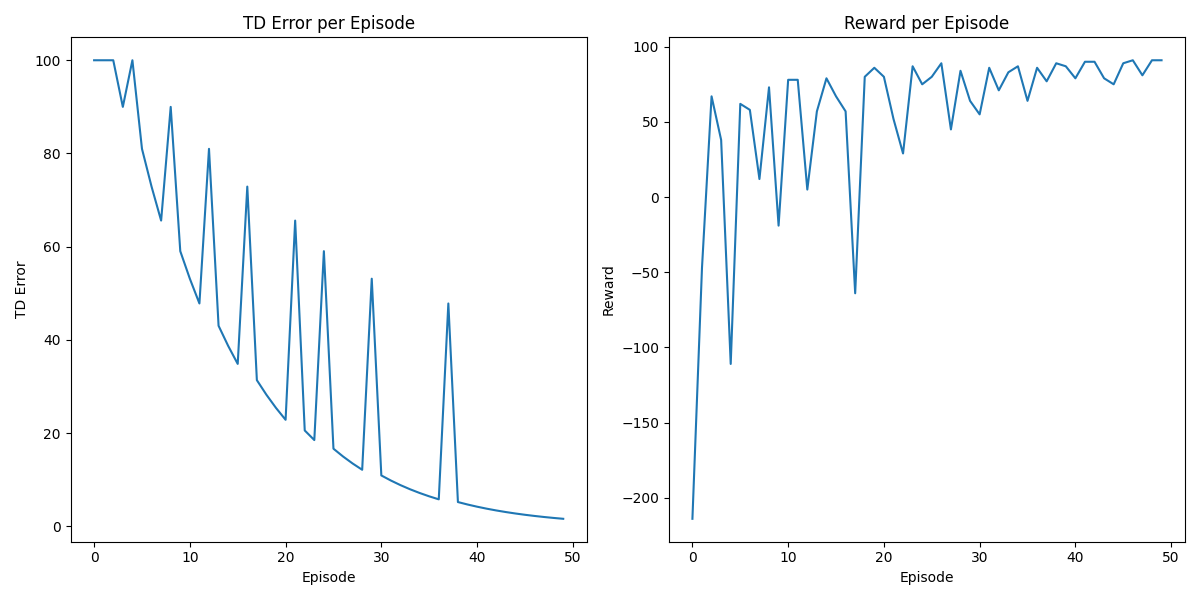 TD Error per Episode
TD Error
100
80
60
40
20
0
0 10 20 30 40 50
Episode
Reward per Episode
Reward
100
50
0
−50
−100
−150
−200
0 10 20 30 40 50
Episode